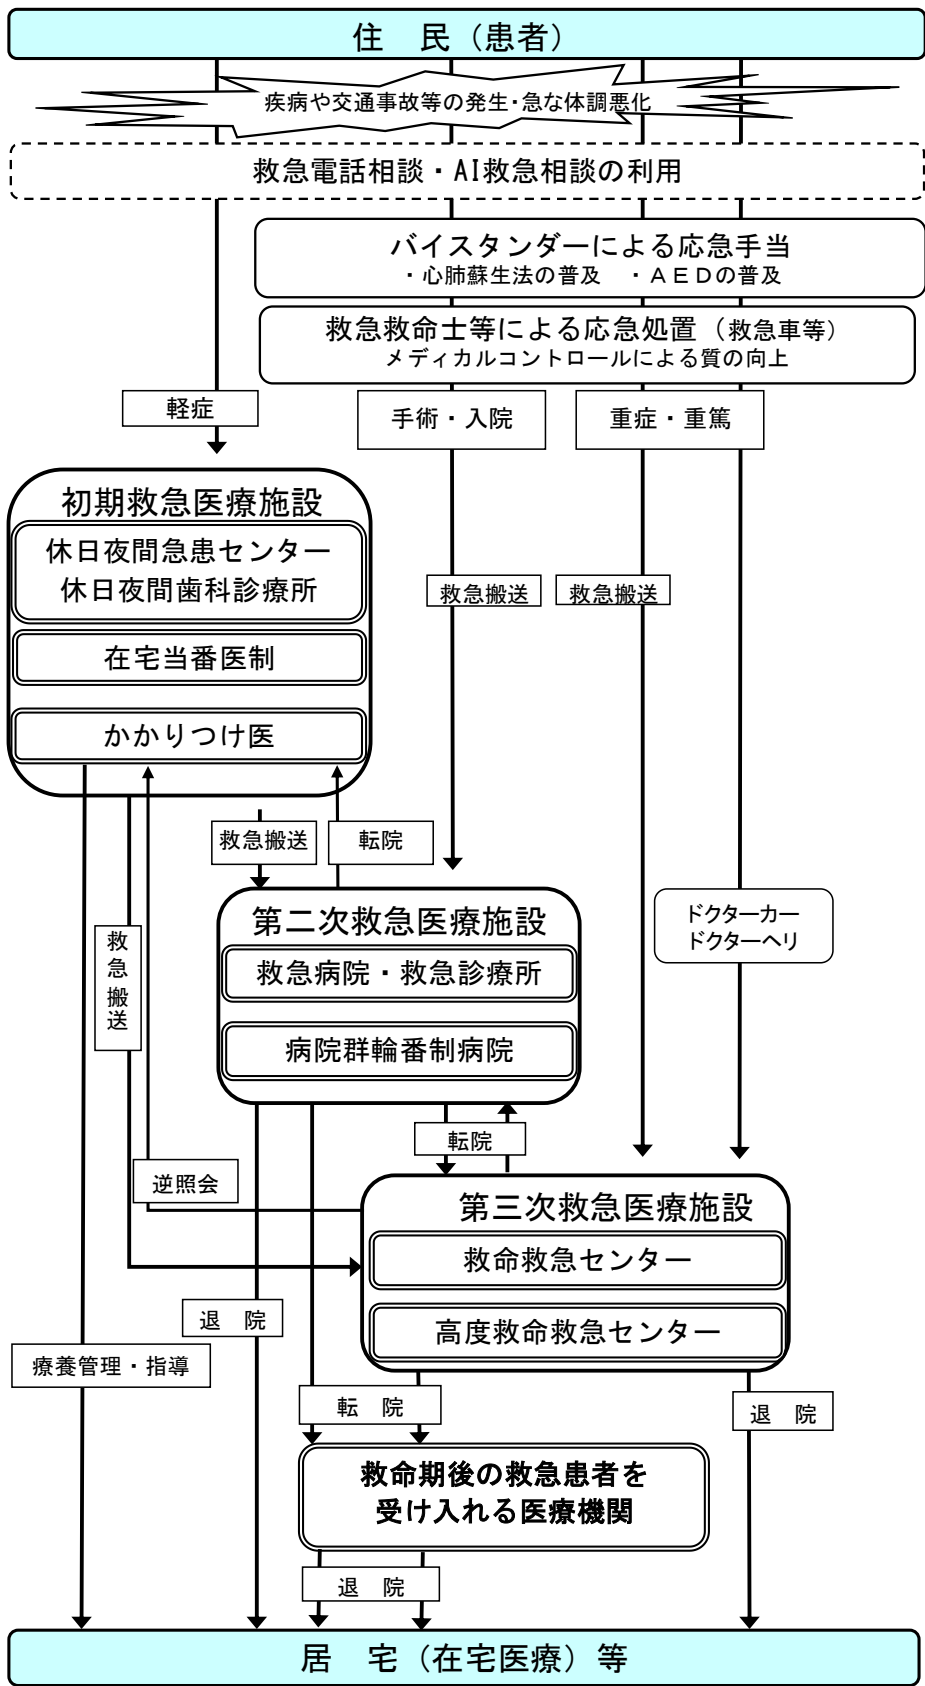 住　民（患者）
疾病や交通事故等の発生・急な体調悪化
救急電話相談・AI救急相談の利用
バイスタンダーによる応急手当
・心肺蘇生法の普及　・ＡＥＤの普及
救急救命士等による応急処置（救急車等）
メディカルコントロールによる質の向上
軽症
手術・入院
重症・重篤
初期救急医療施設
休日夜間急患センター
休日夜間歯科診療所
在宅当番医制
かかりつけ医
救急搬送
救急搬送
救急搬送
転院
ドクターカー
ドクターヘリ
救急搬送
第二次救急医療施設
救急病院・救急診療所
病院群輪番制病院
転院
逆照会
第三次救急医療施設
救命救急センター
高度救命救急センター
退　院
療養管理・指導
転　院
退　院
救命期後の救急患者を
受け入れる医療機関
退　院
居　宅（在宅医療）等